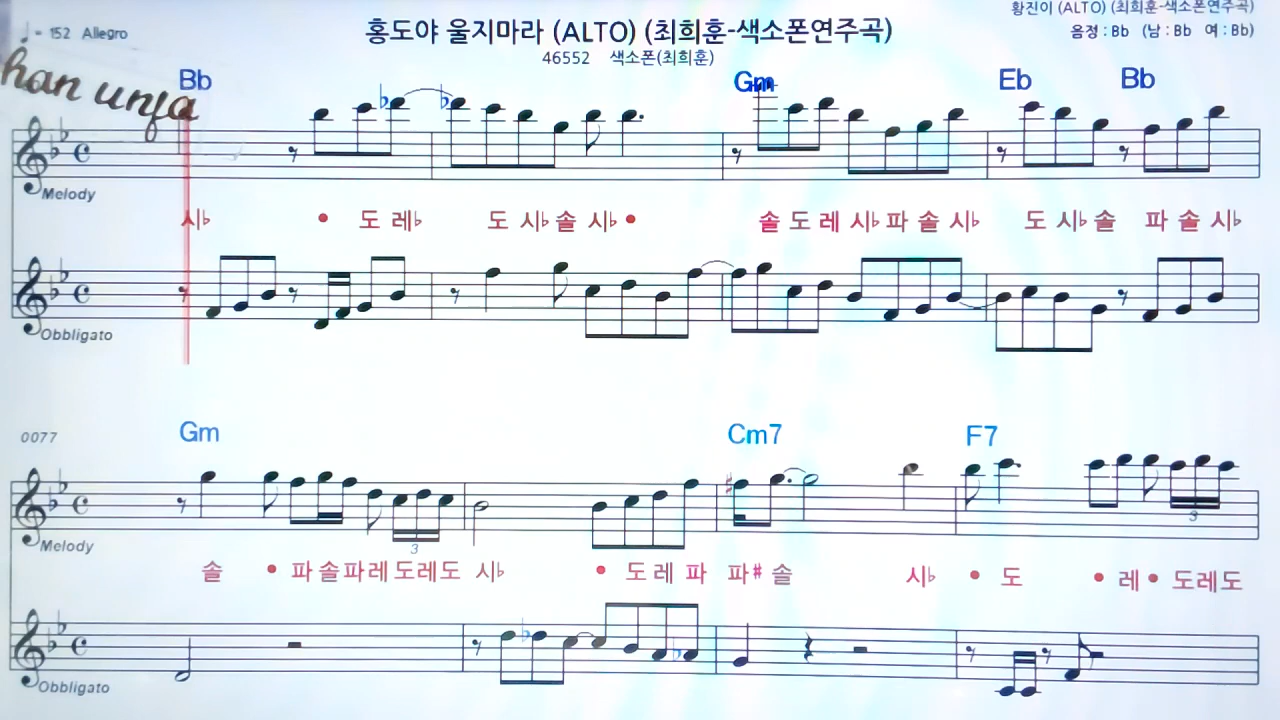 ♩= 152 Allegro
홍도야 울지마라 (ALTO) (최희훈-색소폰연주곡)
황진이 (ALTO) (최희훈-색소폰연주곡)
46552 색소폰(최희훈)
음정 : Bb (남 : Bb 여 : Bb)
han unja
Bb Gm Eb Bb
Melody
시♭ • 도 레♭ 도 시♭ 솔 시♭ • 솔 도 레 시♭ 파 솔 시♭ 도 시♭ 솔 파 솔 시♭
Obbligato
0077 Gm Cm7 F7
Melody
3 3
솔 • 파 솔 파 레 도 레 도 시♭ • 도 레 파 파# 솔 시♭ • 도 • 레 • 도 레 도
Obbligato